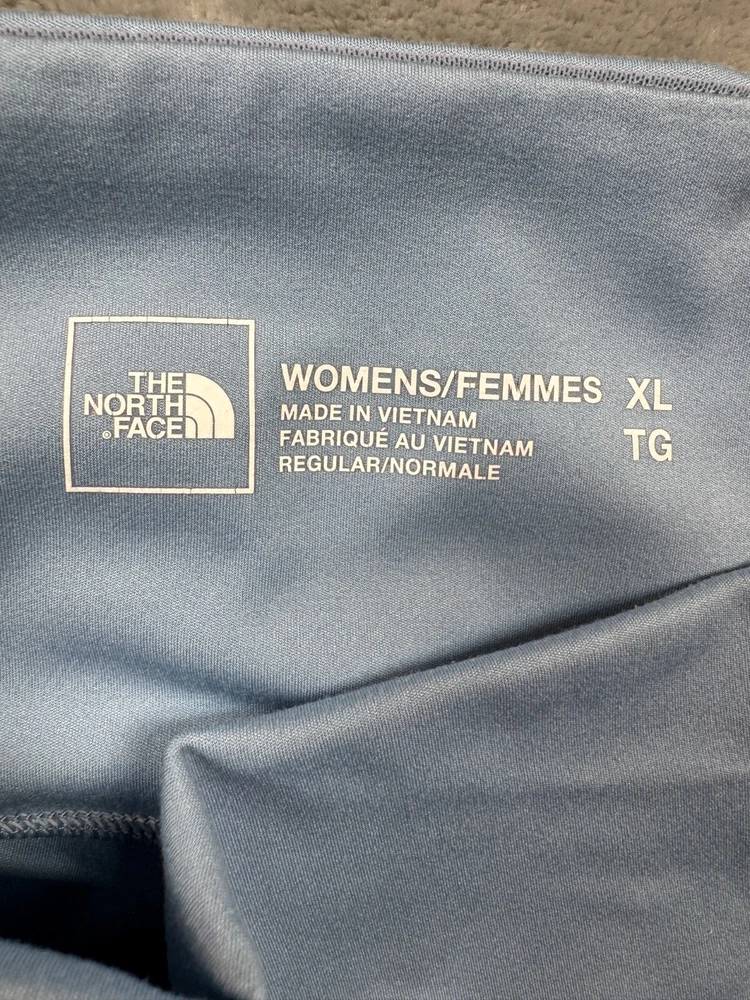 THE
NORTH
®FACE
WOMENS/FEMMES XL
MADE IN VIETNAM
FABRIQUÉ AU VIETNAM TG
REGULAR/NORMALE